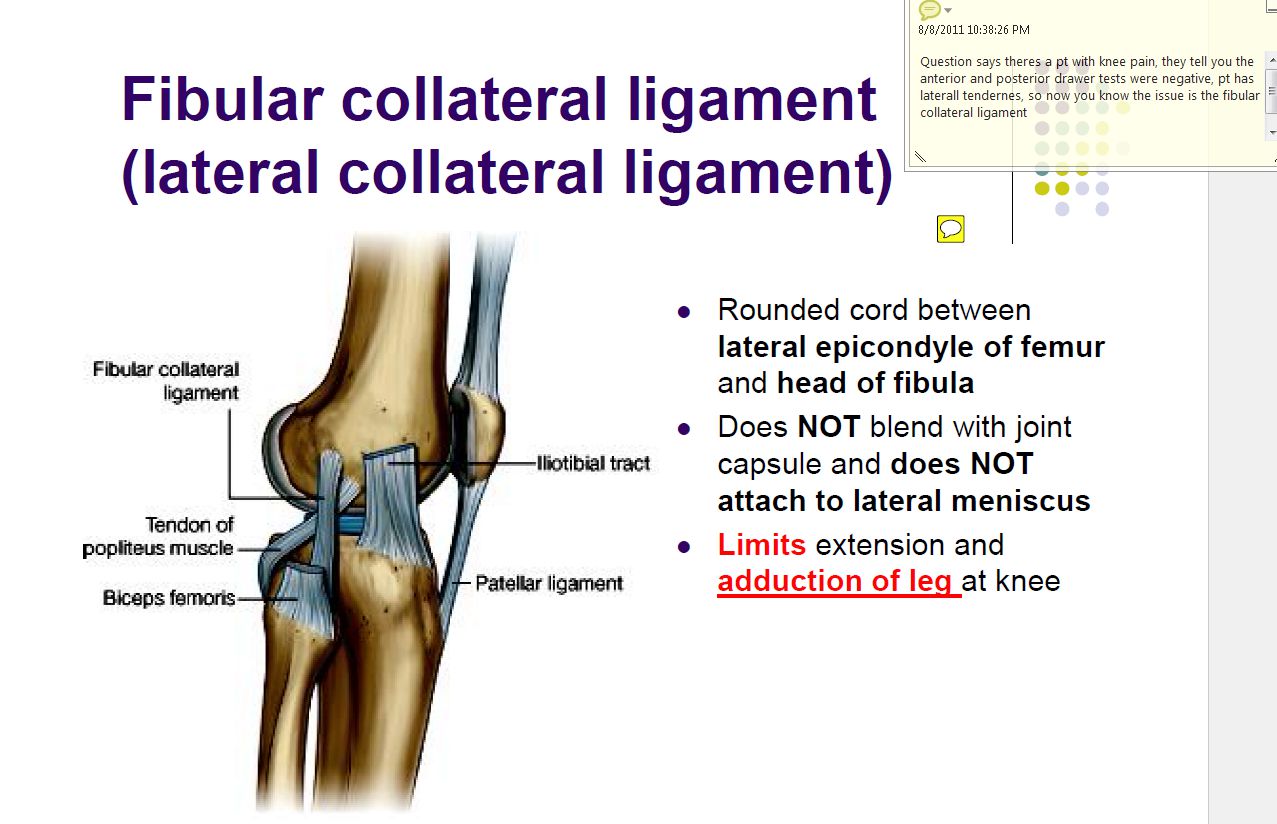 8/8/2011 10:38:26 PM
Question says theres a pt with knee pain, they tell you the
anterior and posterior drawer tests were negative, pt has
laterall tendernes, so now you know the issue is the fibular
collateral ligament
Fibular collateral ligament
(lateral collateral ligament)
Fibular collateral
ligament
Iliotibial tract
Tendon of
popliteus muscle
Patellar ligament
Biceps femoris
● Rounded cord between
lateral epicondyle of femur
and head of fibula
● Does NOT blend with joint
capsule and does NOT
attach to lateral meniscus
● Limits extension and
adduction of leg at knee